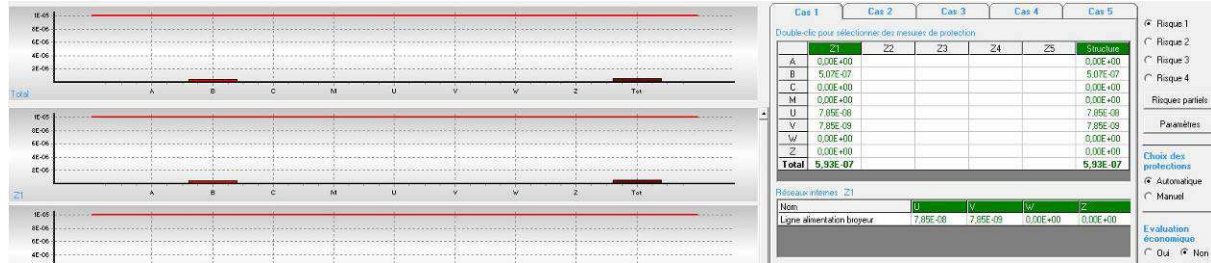 1E-05
8E-06
6E-06
4E-06
2E-06
A B C M U V W Z Tot
Total
1E-05
8E-06
6E-06
4E-06
2E-06
A B C M U V W Z Tot
Z1
1E-05
8E-06
6E-06
4E-06
Cas 1 Cas 2 Cas 3 Cas 4 Cas 5
Double-clic pour sélectionner des mesures de protection
Z1 Z2 Z3 Z4 Z5 Structure
A 0,00E+00 0,00E+00
B 5,07E-07 5,07E-07
C 0,00E+00 0,00E+00
M 0,00E+00 0,00E+00
U 7,85E-08 7,85E-08
V 7,85E-09 7,85E-09
W 0,00E+00 0,00E+00
Z 0,00E+00 0,00E+00
Total 5,93E-07 5,93E-07
Réseaux internes Z1
Nom U V W Z
Ligne alimentation broyeur 7,85E-08 7,85E-09 0,00E+00 0,00E+00
Risque 1
Risque 2
Risque 3
Risque 4
Risques partiels
Paramètres
Choix des
protections
Automatique
Manuel
Evaluation
économique
Oui Non